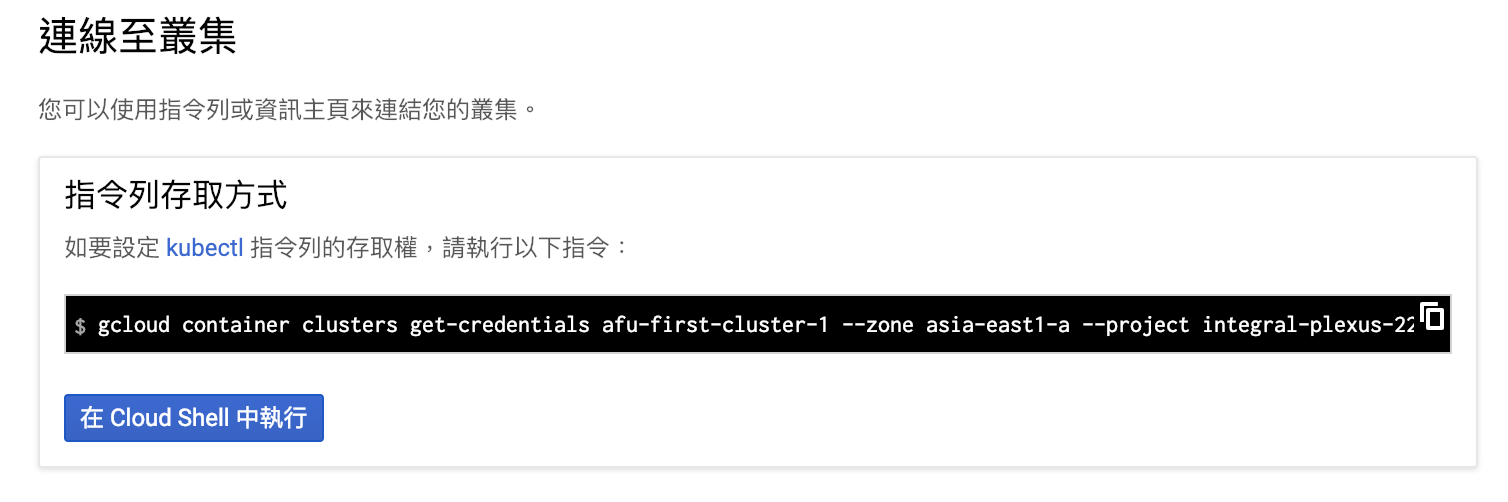 連線至叢集
您可以使用指令列或資訊主頁來連結您的叢集。
指令列存取方式
如要設定 kubectl 指令列的存取權，請執行以下指令：
$ gcloud container clusters get-credentials afu-first-cluster-1 --zone asia-east1-a --project integral-plexus-22
在 Cloud Shell 中執行